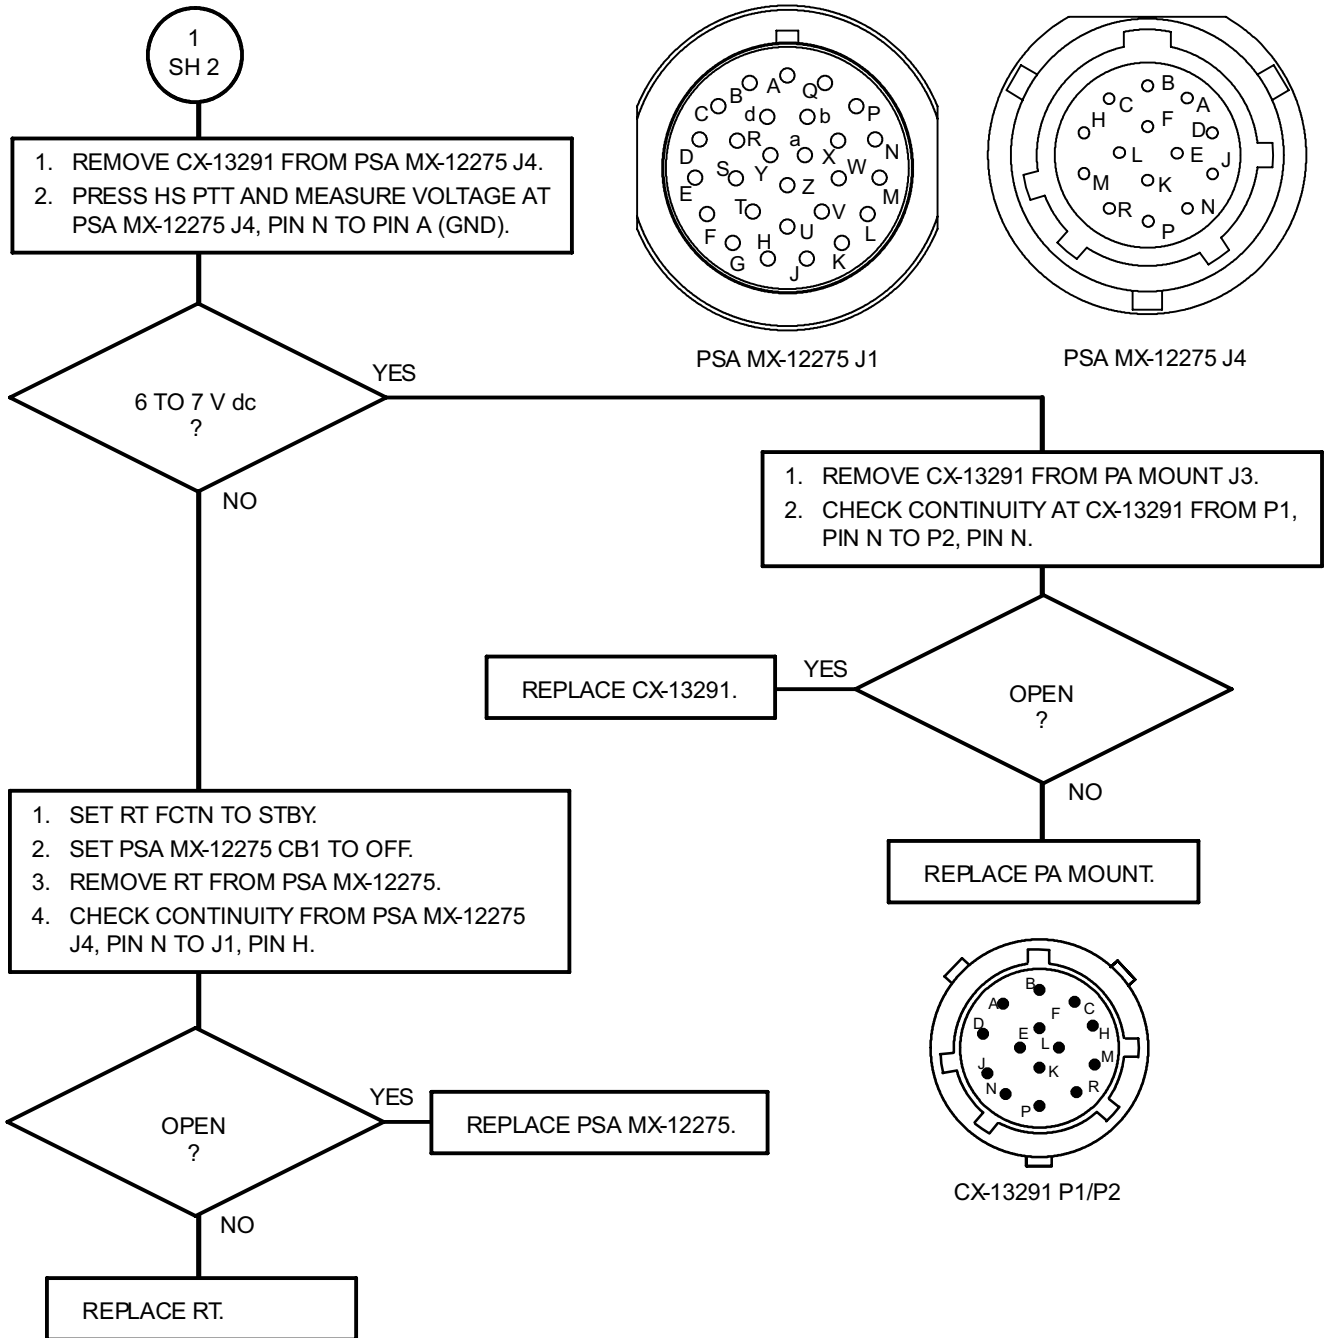 1
SH 2
1. REMOVE CX-13291 FROM PSA MX-12275 J4.
2. PRESS HS PTT AND MEASURE VOLTAGE AT
PSA MX-12275 J4, PIN N TO PIN A (GND).
A
Q
B
C
d
b
P
D
R
a
X
N
E
S
Y
Z
W
M
F
T
U
V
L
G
H
J
K
PSA MX-12275 J1
B
C
A
H
F
D
L
E
J
M
K
R
N
P
PSA MX-12275 J4
6 TO 7 V dc
?
YES
NO
1. REMOVE CX-13291 FROM PA MOUNT J3.
2. CHECK CONTINUITY AT CX-13291 FROM P1,
PIN N TO P2, PIN N.
OPEN
?
YES
REPLACE CX-13291.
NO
REPLACE PA MOUNT.
1. SET RT FCTN TO STBY.
2. SET PSA MX-12275 CB1 TO OFF.
3. REMOVE RT FROM PSA MX-12275.
4. CHECK CONTINUITY FROM PSA MX-12275
J4, PIN N TO J1, PIN H.
OPEN
?
YES
REPLACE PSA MX-12275.
NO
REPLACE RT.
B
A
C
F
D
E
L
H
J
K
M
N
R
P
CX-13291 P1/P2